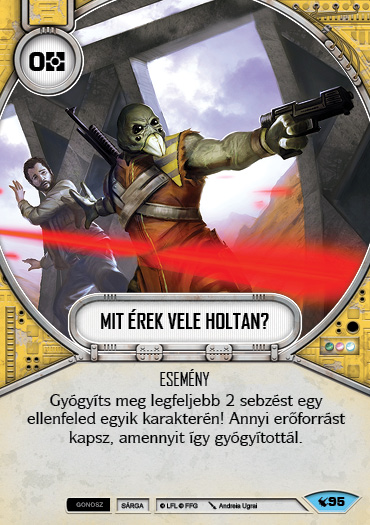 0
MIT ÉREK VELE HOLTAN?
ESEMÉNY
Gyógyíts meg legfeljebb 2 sebzést egy
ellenfeled egyik karakterén! Annyi erőforrást
kapsz, amennyit így gyógyítottál.
GONOSZ SÁRGA © LFL © FFG Andreia Ugrai 95